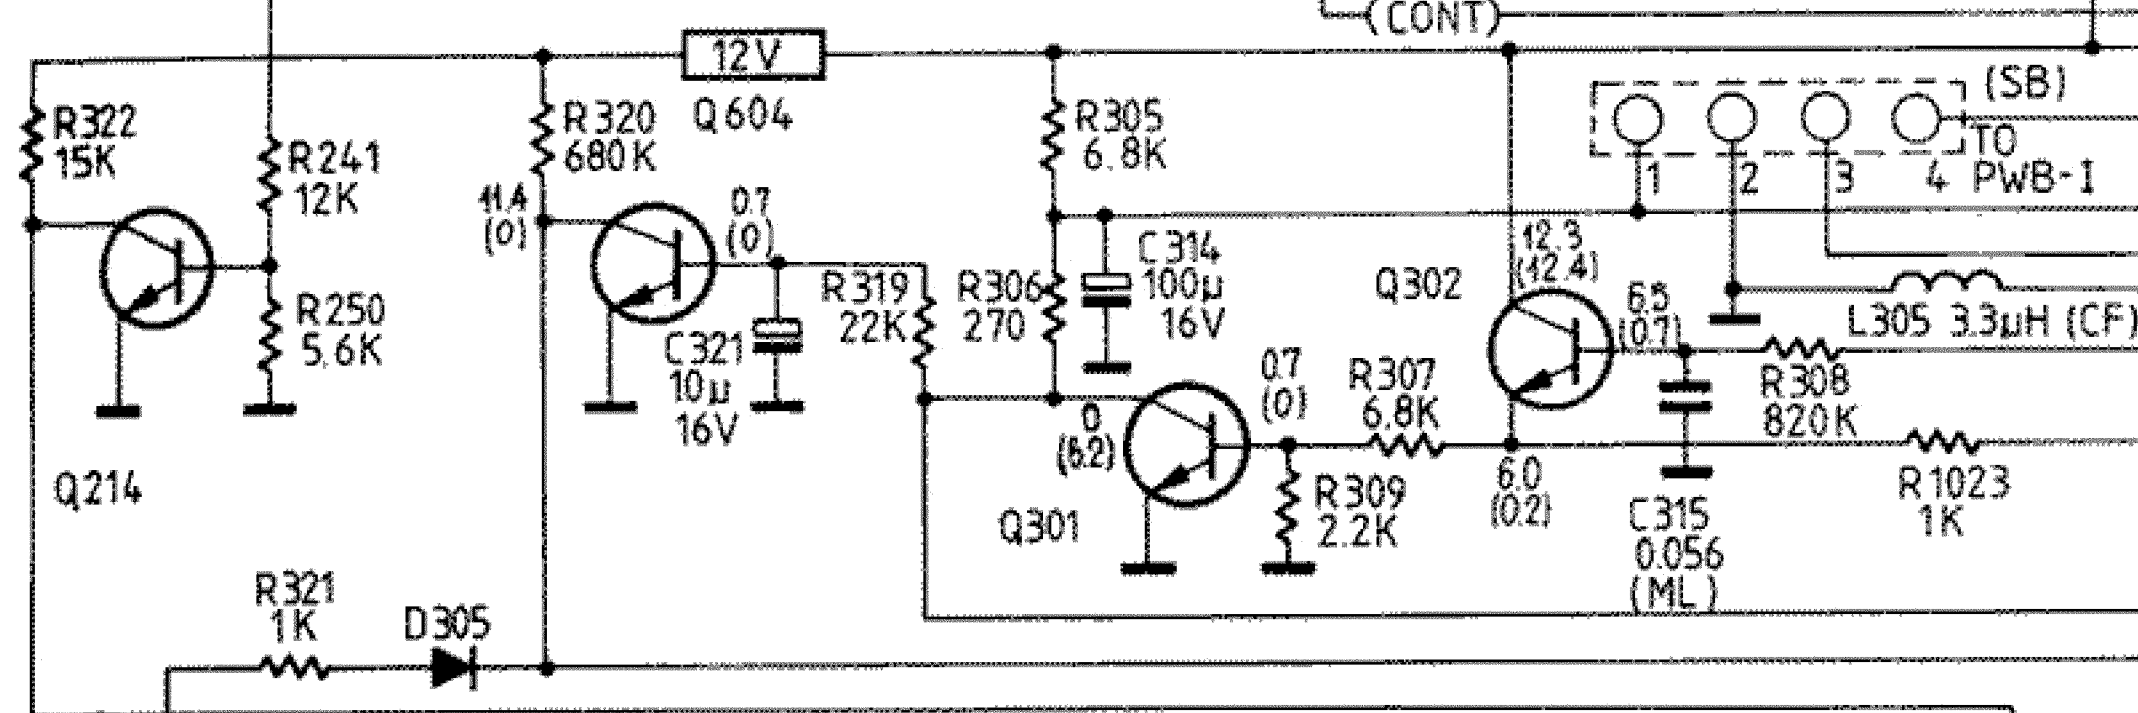 (CONT)
12V
Q604
(SB)
TO
PWB-1
1
2
3
4
R322
15K
R241
12K
R320
680K
R305
6.8K
11.4
(0)
0.7
(0)
C314
100µ
16V
12.3
(12.4)
Q302
R250
5.6K
R319
22K
R306
270
C321
10µ
16V
6.5
(0.7)
L305 3.3µH (CF)
R308
820K
0.7
(0)
R307
6.8K
0
(6.2)
Q214
Q301
R309
2.2K
6.0
(0.2)
C315
0.056
(ML)
R1023
1K
R321
1K
D305